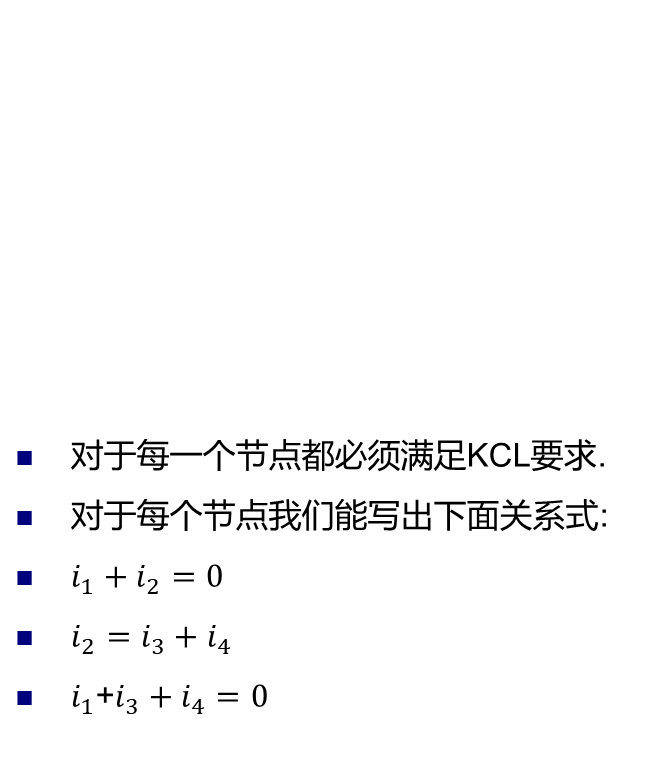 对于每一个节点都必须满足KCL要求.
对于每个节点我们能写出下面关系式:
𝑖₁ + 𝑖₂ = 0
𝑖₂ = 𝑖₃ + 𝑖₄
𝑖₁+𝑖₃ + 𝑖₄ = 0